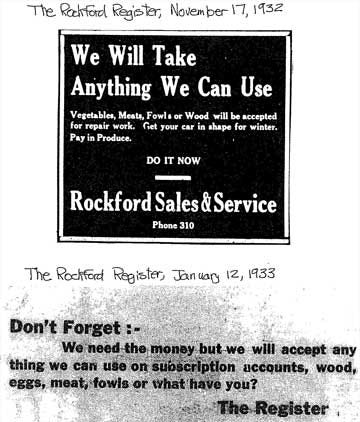 The Rockford Register, November 17, 1932
We Will Take
Anything We Can Use
Vegetables, Meats, Fowls or Wood will be accepted
for repair work. Get your car in shape for winter.
Pay in Produce.
DO IT NOW
Rockford Sales & Service
Phone 310
The Rockford Register, January 12, 1933
Don't Forget :-
We need the money but we will accept any
thing we can use on subscription accounts, wood,
eggs, meat, fowls or what have you?
The Register